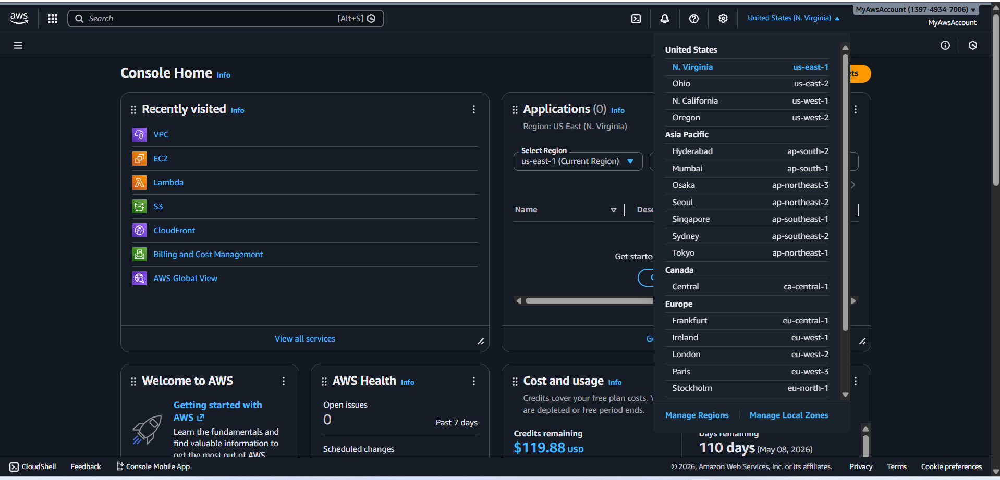 aws
Search
[Alt+S]
United States (N. Virginia)
MyAwsAccount (1397-4934-7006)
MyAwsAccount
Console Home Info
Recently visited Info
VPC
EC2
Lambda
S3
CloudFront
Billing and Cost Management
AWS Global View
View all services
Applications (0) Info
Region: US East (N. Virginia)
Select Region
us-east-1 (Current Region)
Name
Get
United States
N. Virginia us-east-1
Ohio us-east-2
N. California us-west-1
Oregon us-west-2
Asia Pacific
Hyderabad ap-south-2
Mumbai ap-south-1
Osaka ap-northeast-3
Seoul ap-northeast-2
Singapore ap-southeast-1
Sydney ap-southeast-2
Tokyo ap-northeast-1
Canada
Central ca-central-1
Europe
Frankfurt eu-central-1
Ireland eu-west-1
London eu-west-2
Paris eu-west-3
Stockholm eu-north-1
Manage Regions
Manage Local Zones
Welcome to AWS
Getting started with
AWS
Learn the fundamentals and
find valuable information to
get the most out of AWS
AWS Health Info
Open issues
0
Past 7 days
Scheduled changes
Cost and usage Info
Credits cover your free plan costs.
are depleted or free period ends.
Credits remaining
$119.88 USD
Days remaining
110 days (May 08, 2026)
CloudShell
Feedback
Console Mobile App
© 2026, Amazon Web Services, Inc. or its affiliates.
Privacy
Terms
Cookie preferences